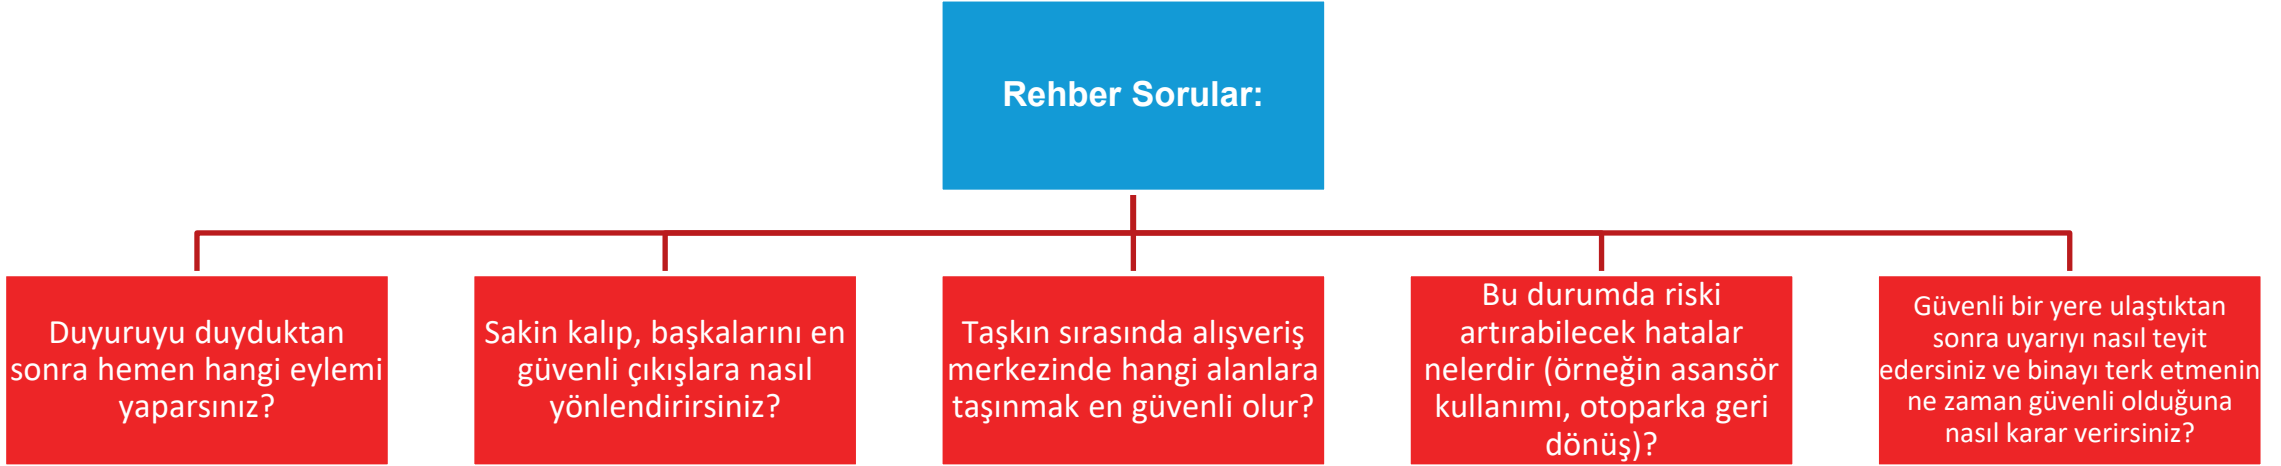 Rehber Sorular:
Duyuruyu duyduktan
sonra hemen hangi eylemi
yaparsınız?
Sakin kalıp, başkalarını en
güvenli çıkışlara nasıl
yönlendirirsiniz?
Taşkın sırasında alışveriş
merkezinde hangi alanlara
taşınmak en güvenli olur?
Bu durumda riski
artırabilecek hatalar
nelerdir (örneğin asansör
kullanımı, otoparka geri
dönüş)?
Güvenli bir yere ulaştıktan
sonra uyarıyı nasıl teyit
edersiniz ve binayı terk etmenin
ne zaman güvenli olduğuna
nasıl karar verirsiniz?